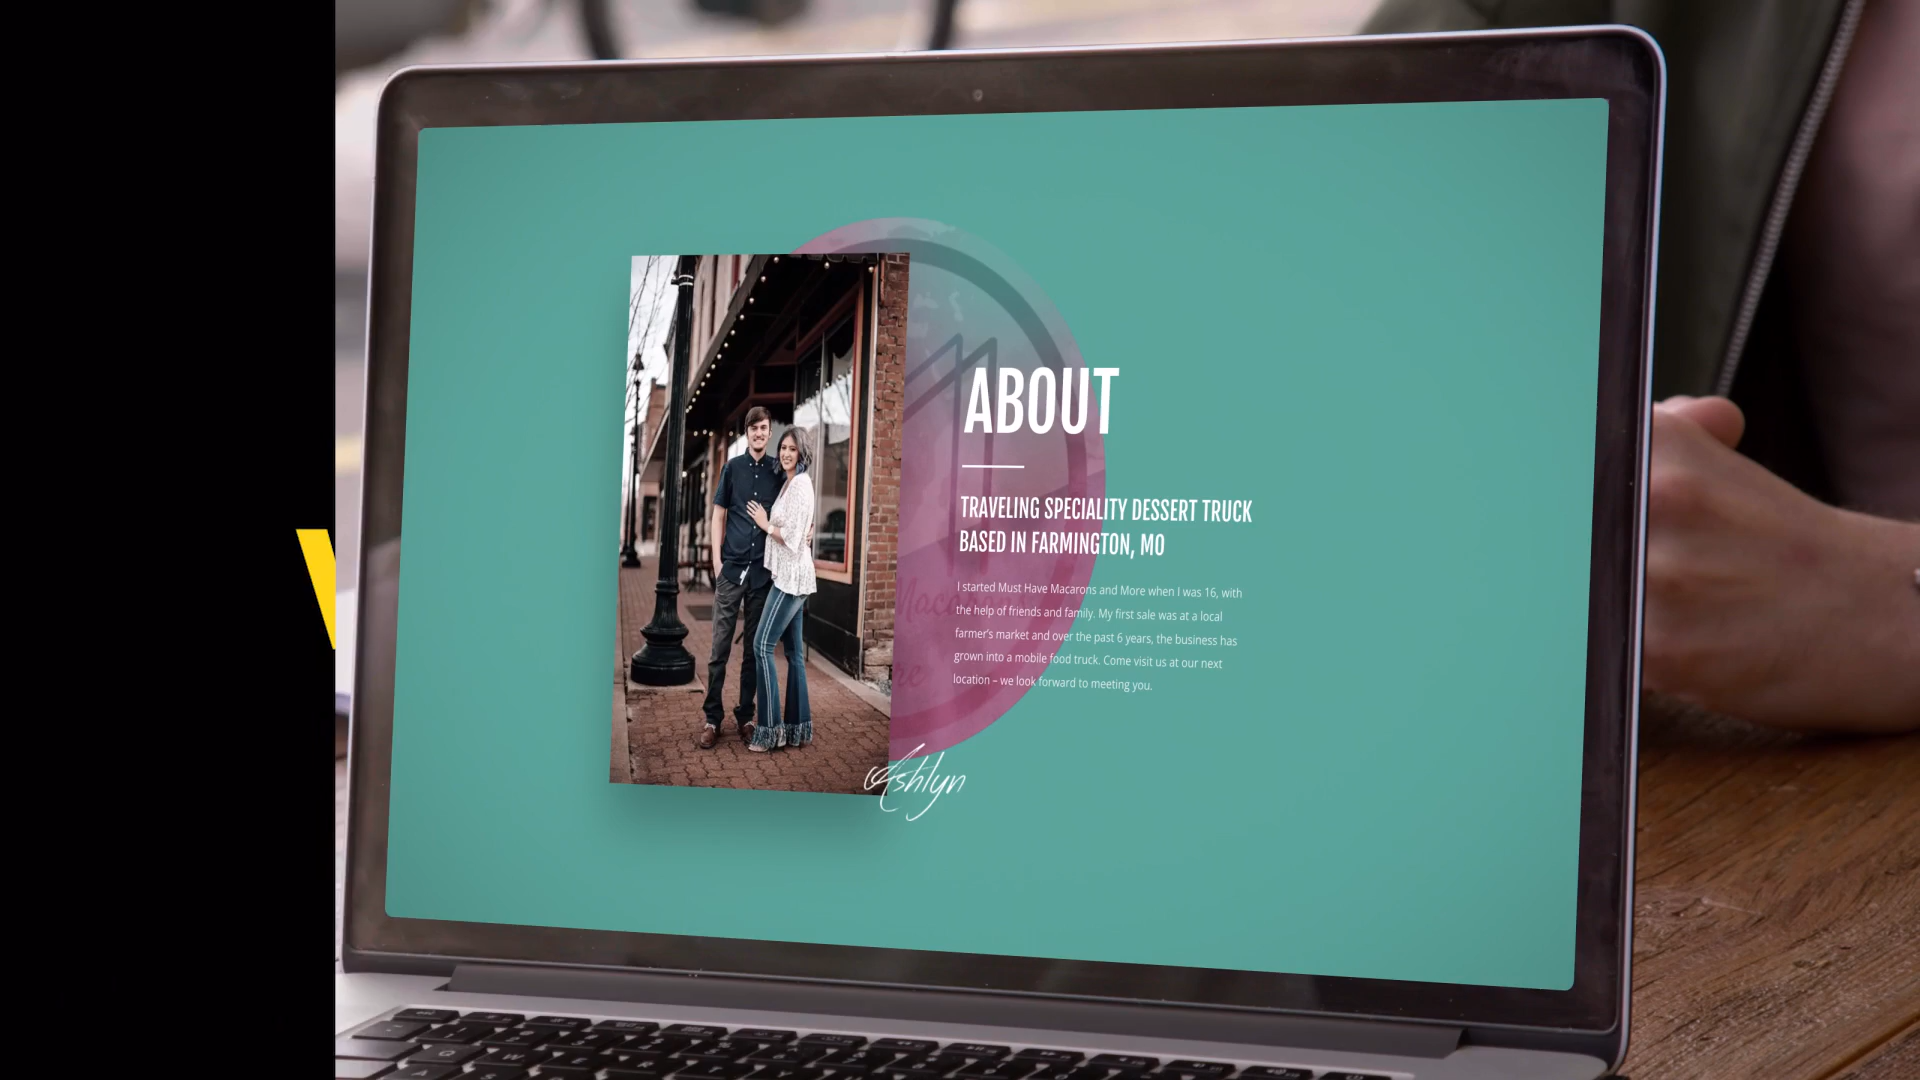 ABOUT
TRAVELING SPECIALITY DESSERT TRUCK
BASED IN FARMINGTON, MO
I started Must Have Macarons and More when I was 16, with
the help of friends and family. My first sale was at a local
farmer's market and over the past 6 years, the business has
grown into a mobile food truck. Come visit us at our next
location – we look forward to meeting you.
Ashlyn